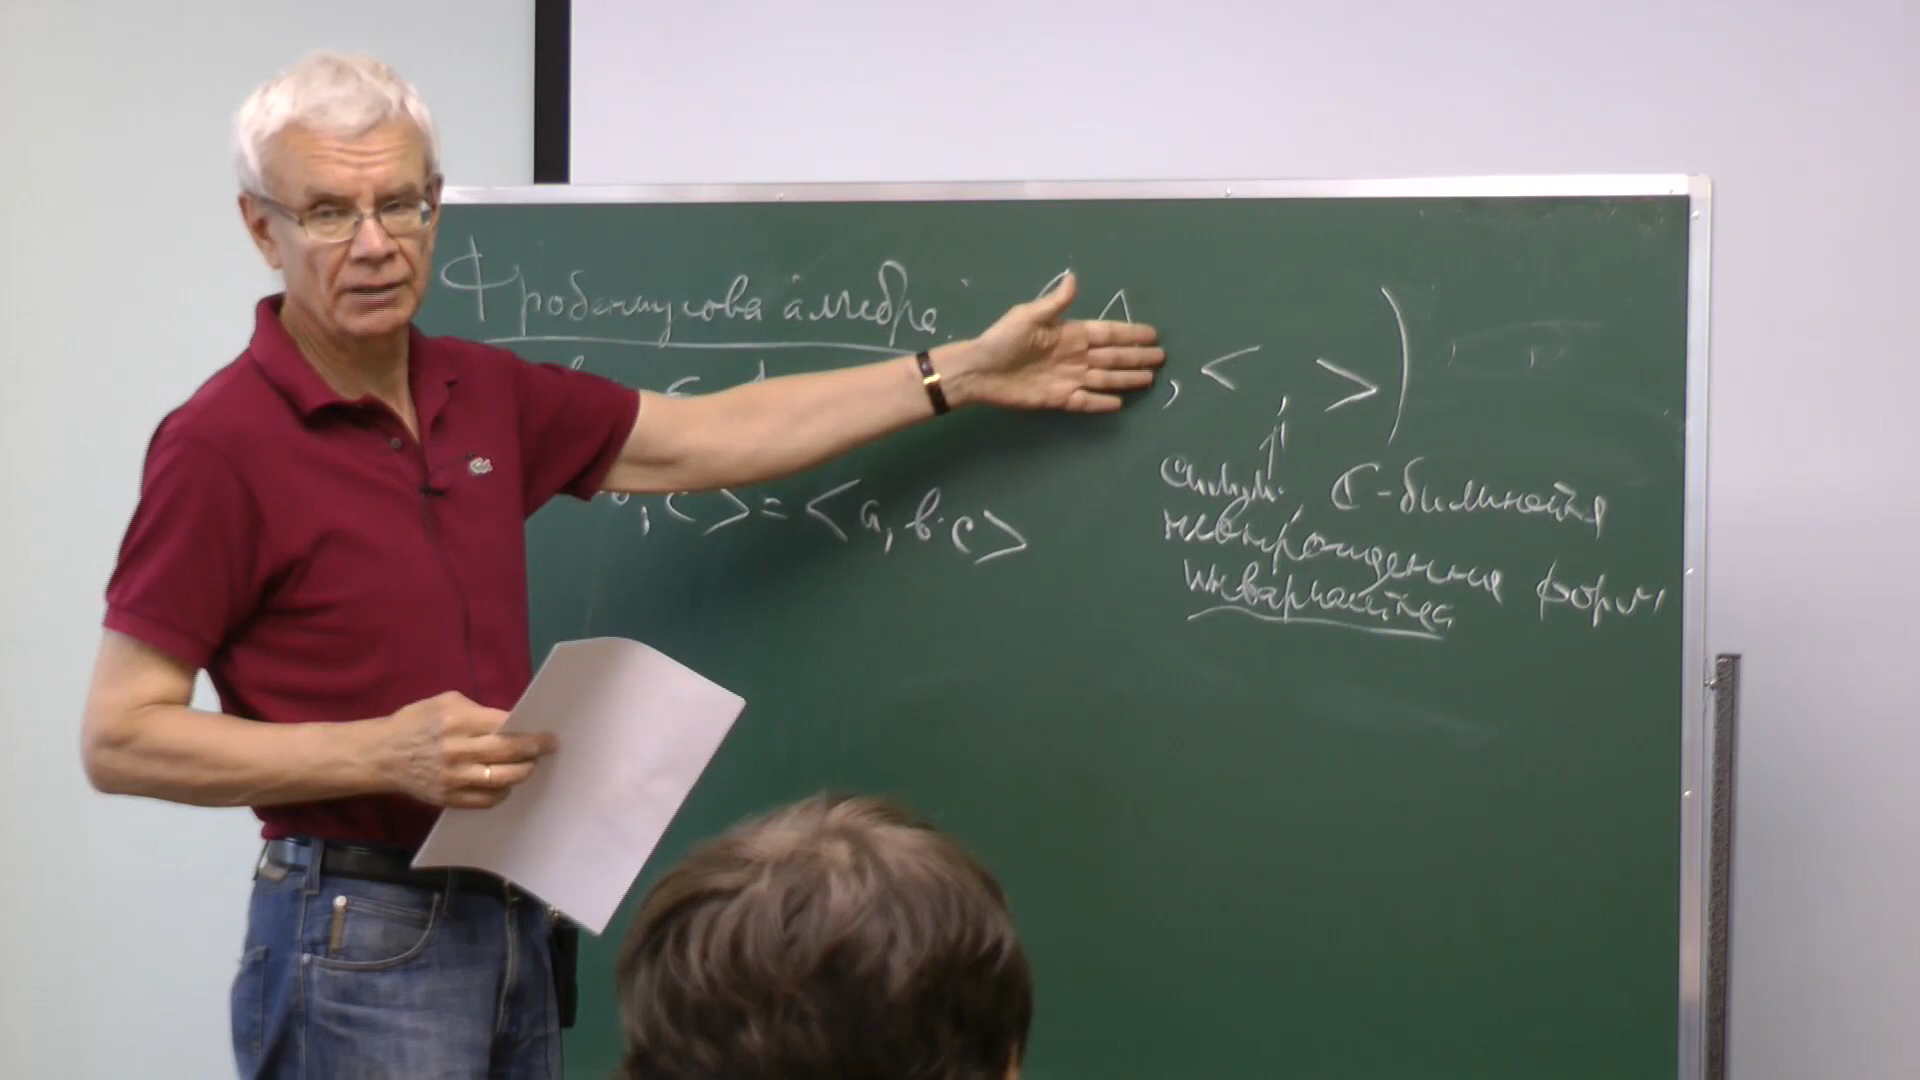 Фробениусова алгебра: ( A
, < , > )
, c > = < a, b·c >
симм. ℂ-билинейная
невырожденная форма
инвариантная